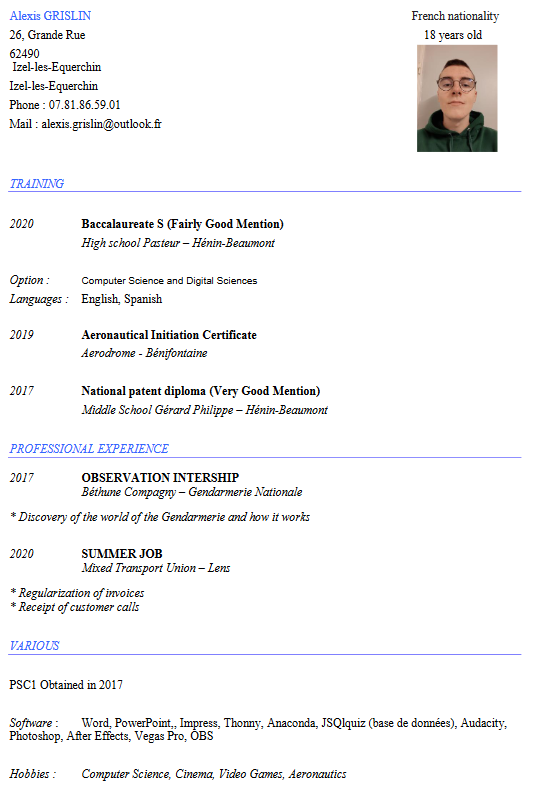 Alexis GRISLIN
French nationality
26, Grande Rue
18 years old
62490
Izel-les-Equerchin
Izel-les-Equerchin
Phone : 07.81.86.59.01
Mail : alexis.grislin@outlook.fr
TRAINING
2020 Baccalaureate S (Fairly Good Mention)
High school Pasteur – Hénin-Beaumont
Option : Computer Science and Digital Sciences
Languages : English, Spanish
2019 Aeronautical Initiation Certificate
Aerodrome - Bénifontaine
2017 National patent diploma (Very Good Mention)
Middle School Gérard Philippe – Hénin-Beaumont
PROFESSIONAL EXPERIENCE
2017 OBSERVATION INTERSHIP
Béthune Compagny – Gendarmerie Nationale
* Discovery of the world of the Gendarmerie and how it works
2020 SUMMER JOB
Mixed Transport Union – Lens
* Regularization of invoices
* Receipt of customer calls
VARIOUS
PSC1 Obtained in 2017
Software : Word, PowerPoint,, Impress, Thonny, Anaconda, JSQlquiz (base de données), Audacity,
Photoshop, After Effects, Vegas Pro, OBS
Hobbies : Computer Science, Cinema, Video Games, Aeronautics